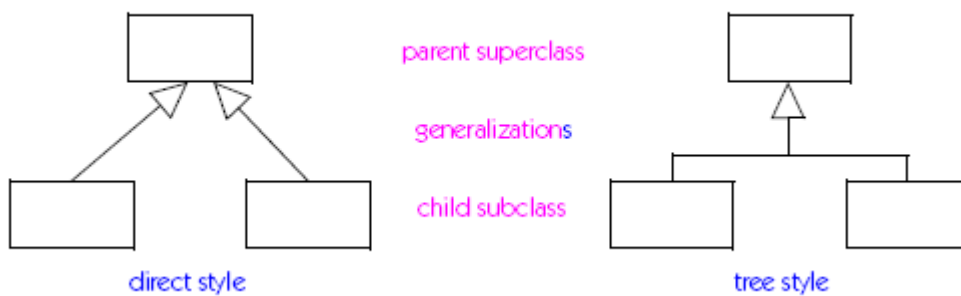 parent superclass
generalizations
child subclass
direct style
tree style